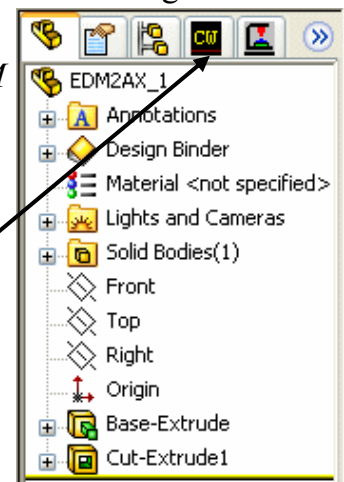 CW
EDM2AX_1
A Annotations
Design Binder
Material <not specified>
Lights and Cameras
Solid Bodies(1)
Front
Top
Right
Origin
Base-Extrude
Cut-Extrude1